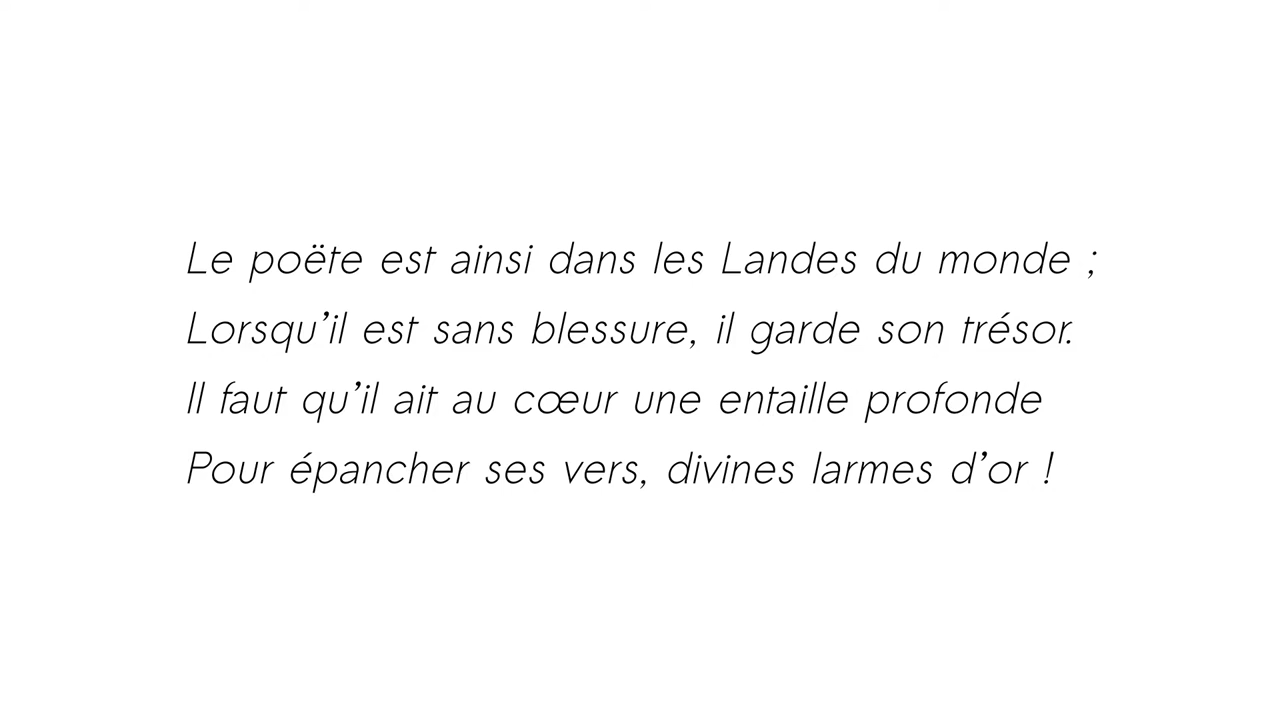 Le poëte est ainsi dans les Landes du monde ;
Lorsqu’il est sans blessure, il garde son trésor.
Il faut qu’il ait au cœur une entaille profonde
Pour épancher ses vers, divines larmes d’or !